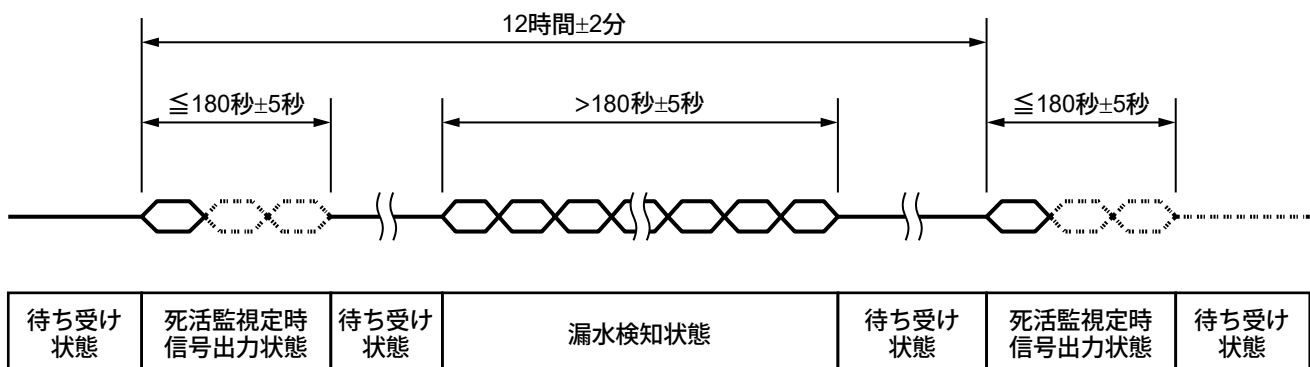 12時間±2分
≦180秒±5秒
>180秒±5秒
≦180秒±5秒
待ち受け
状態
死活監視定時
信号出力状態
待ち受け
状態
漏水検知状態
待ち受け
状態
死活監視定時
信号出力状態
待ち受け
状態